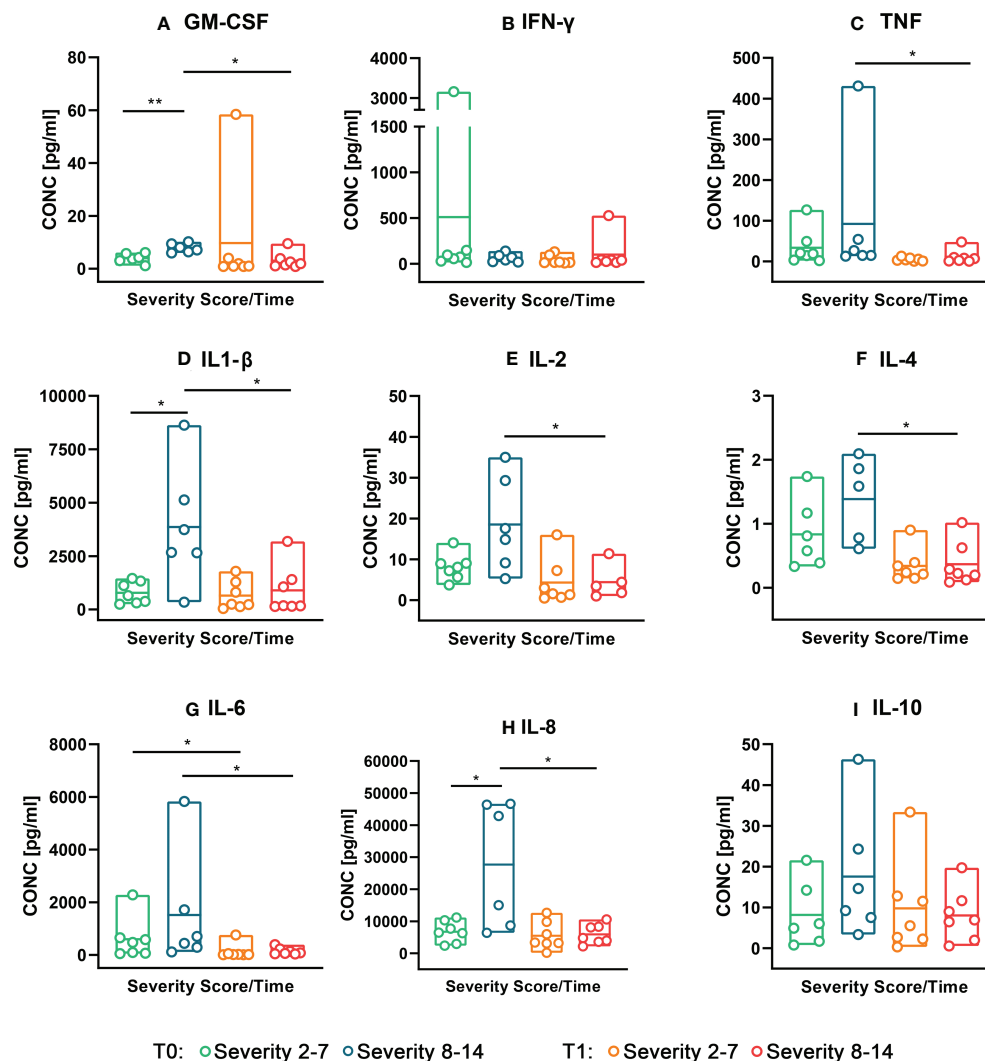 A GM-CSF
80
60
40
20
0
CONC [pg/ml]
**
*
Severity Score/Time
B IFN-γ
4000
3000
1500
1000
500
0
CONC [pg/ml]
Severity Score/Time
C TNF
500
400
300
200
100
0
CONC [pg/ml]
*
Severity Score/Time
D IL1-β
10000
7500
5000
2500
0
CONC [pg/ml]
*
*
Severity Score/Time
E IL-2
50
40
30
20
10
0
CONC [pg/ml]
*
Severity Score/Time
F IL-4
3
2
1
0
CONC [pg/ml]
*
Severity Score/Time
G IL-6
8000
6000
4000
2000
0
CONC [pg/ml]
*
*
Severity Score/Time
H IL-8
60000
50000
40000
30000
20000
10000
0
CONC [pg/ml]
*
*
Severity Score/Time
I IL-10
50
40
30
20
10
0
CONC [pg/ml]
Severity Score/Time
T0: Severity 2-7 Severity 8-14 T1: Severity 2-7 Severity 8-14